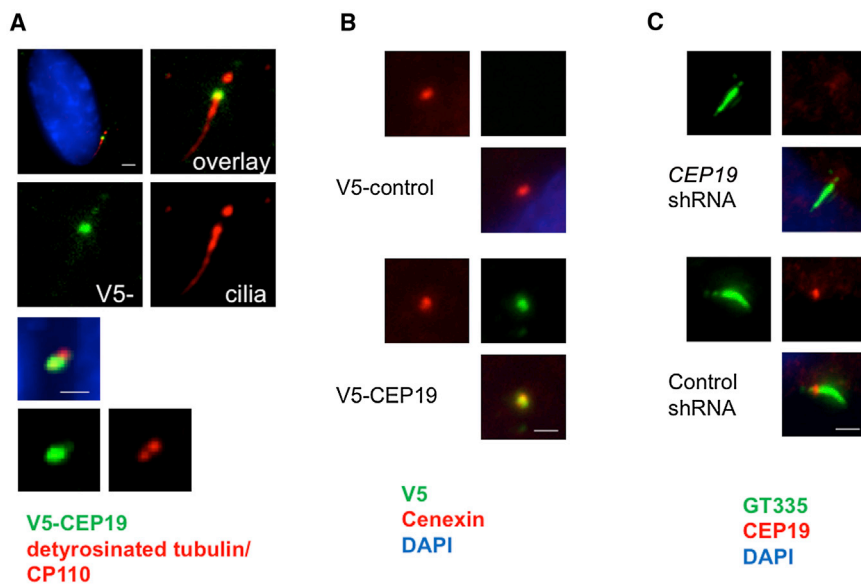 A
overlay
V5-
cilia
V5-CEP19
detyrosinated tubulin/
CP110
B
V5-control
V5-CEP19
V5
Cenexin
DAPI
C
CEP19
shRNA
Control
shRNA
GT335
CEP19
DAPI